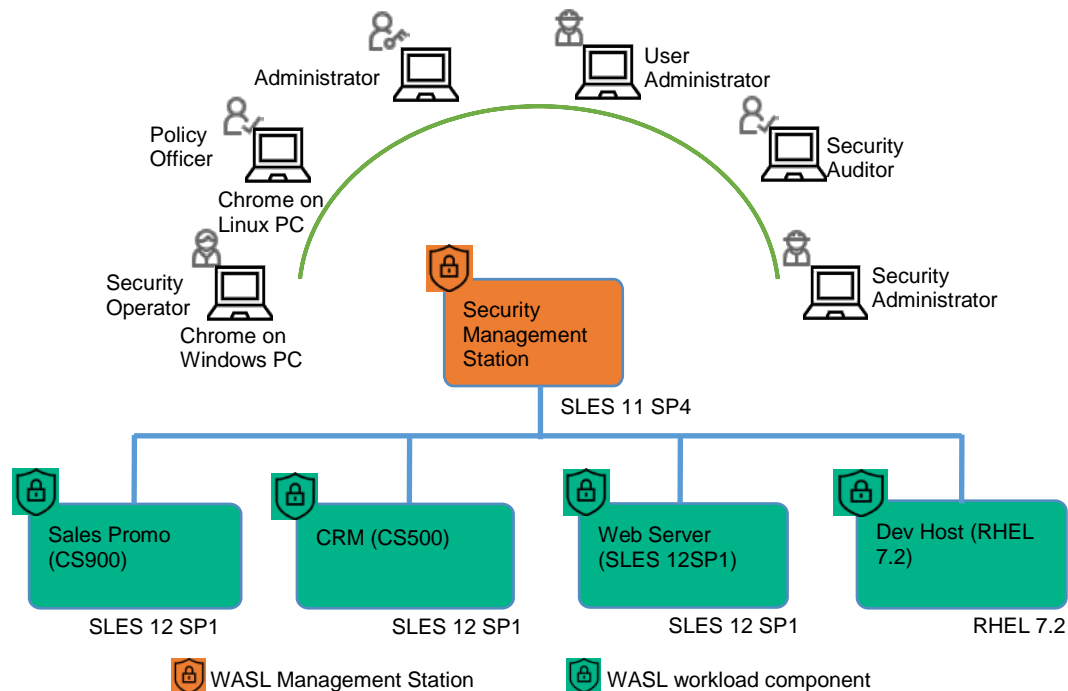 Administrator
User
Administrator
Policy
Officer
Security
Auditor
Chrome on
Linux PC
Security
Operator
Security
Administrator
Chrome on
Windows PC
Security
Management
Station
SLES 11 SP4
Sales Promo
(CS900)
CRM (CS500)
Web Server
(SLES 12SP1)
Dev Host (RHEL
7.2)
SLES 12 SP1
SLES 12 SP1
SLES 12 SP1
RHEL 7.2
WASL Management Station
WASL workload component